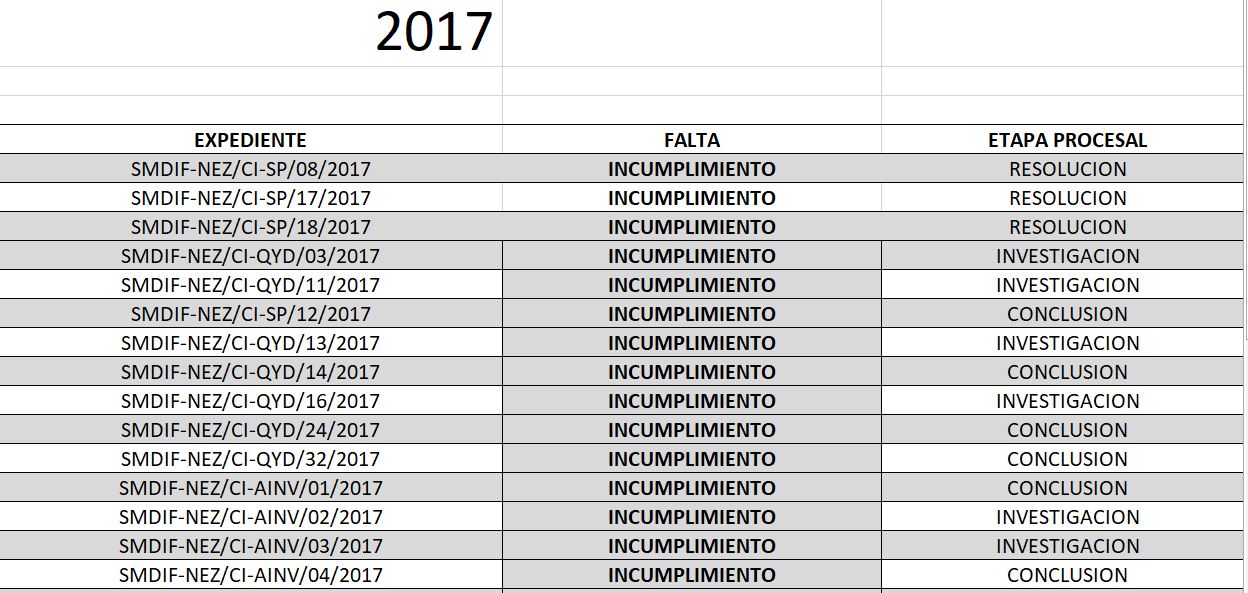 2017
EXPEDIENTE FALTA ETAPA PROCESAL
SMDIF-NEZ/CI-SP/08/2017 INCUMPLIMIENTO RESOLUCION
SMDIF-NEZ/CI-SP/17/2017 INCUMPLIMIENTO RESOLUCION
SMDIF-NEZ/CI-SP/18/2017 INCUMPLIMIENTO RESOLUCION
SMDIF-NEZ/CI-QYD/03/2017 INCUMPLIMIENTO INVESTIGACION
SMDIF-NEZ/CI-QYD/11/2017 INCUMPLIMIENTO INVESTIGACION
SMDIF-NEZ/CI-SP/12/2017 INCUMPLIMIENTO CONCLUSION
SMDIF-NEZ/CI-QYD/13/2017 INCUMPLIMIENTO INVESTIGACION
SMDIF-NEZ/CI-QYD/14/2017 INCUMPLIMIENTO CONCLUSION
SMDIF-NEZ/CI-QYD/16/2017 INCUMPLIMIENTO INVESTIGACION
SMDIF-NEZ/CI-QYD/24/2017 INCUMPLIMIENTO CONCLUSION
SMDIF-NEZ/CI-QYD/32/2017 INCUMPLIMIENTO CONCLUSION
SMDIF-NEZ/CI-AINV/01/2017 INCUMPLIMIENTO CONCLUSION
SMDIF-NEZ/CI-AINV/02/2017 INCUMPLIMIENTO INVESTIGACION
SMDIF-NEZ/CI-AINV/03/2017 INCUMPLIMIENTO INVESTIGACION
SMDIF-NEZ/CI-AINV/04/2017 INCUMPLIMIENTO CONCLUSION